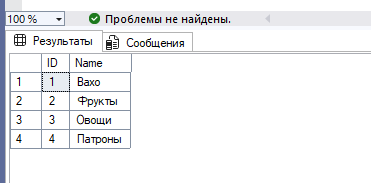 100 % Проблемы не найдены.
Результаты Сообщения
ID Name
1 1 Вахо
2 2 Фрукты
3 3 Овощи
4 4 Патроны